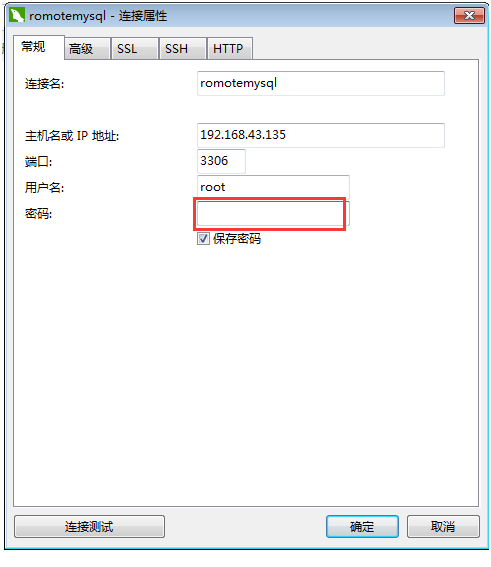 romotemysql - 连接属性
常规 高级 SSL SSH HTTP
连接名: romotemysql
主机名或 IP 地址: 192.168.43.135
端口: 3306
用户名: root
密码:
保存密码
连接测试 确定 取消